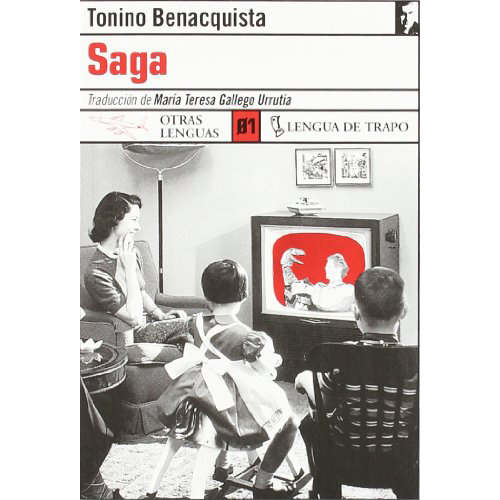 Tonino Benacquista
Saga
Traducción de María Teresa Gallego Urrutia
OTRAS
LENGUAS
01
LENGUA DE TRAPO